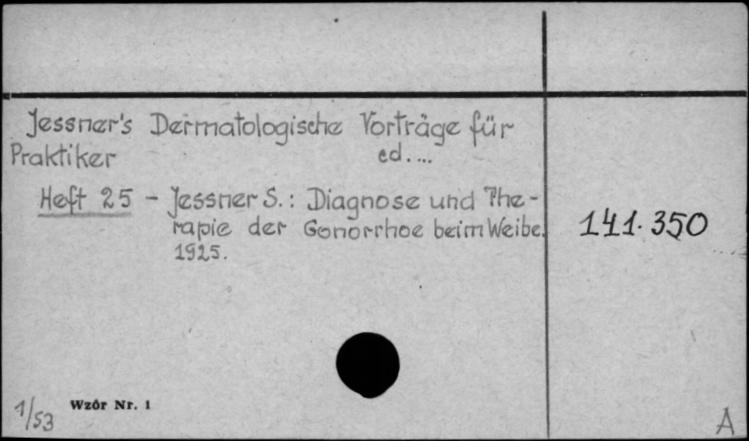 Jessner's Dermatologische Vorträge für
Praktiker ed. ...
Heft 25 - Jessner S.: Diagnose und The-
rapie der Gonorrhoe beim Weibe.
1925.
141.350
Wzór Nr. 1
1/53
A